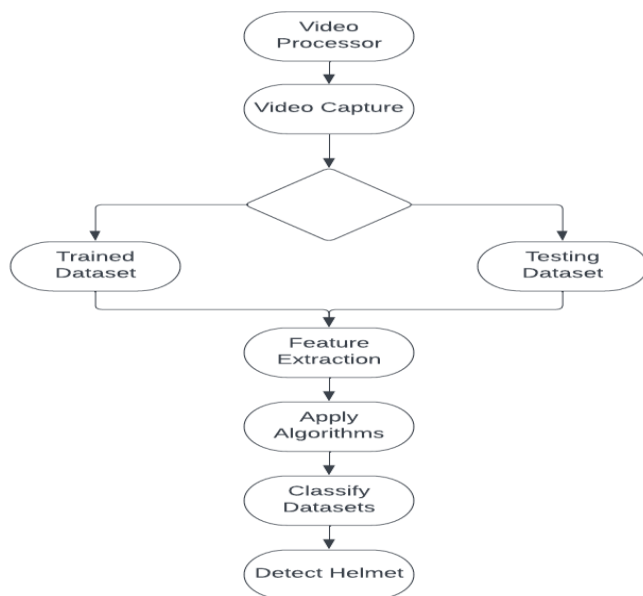 Video
Processor
Video Capture
Trained
Dataset
Testing
Dataset
Feature
Extraction
Apply
Algorithms
Classify
Datasets
Detect Helmet